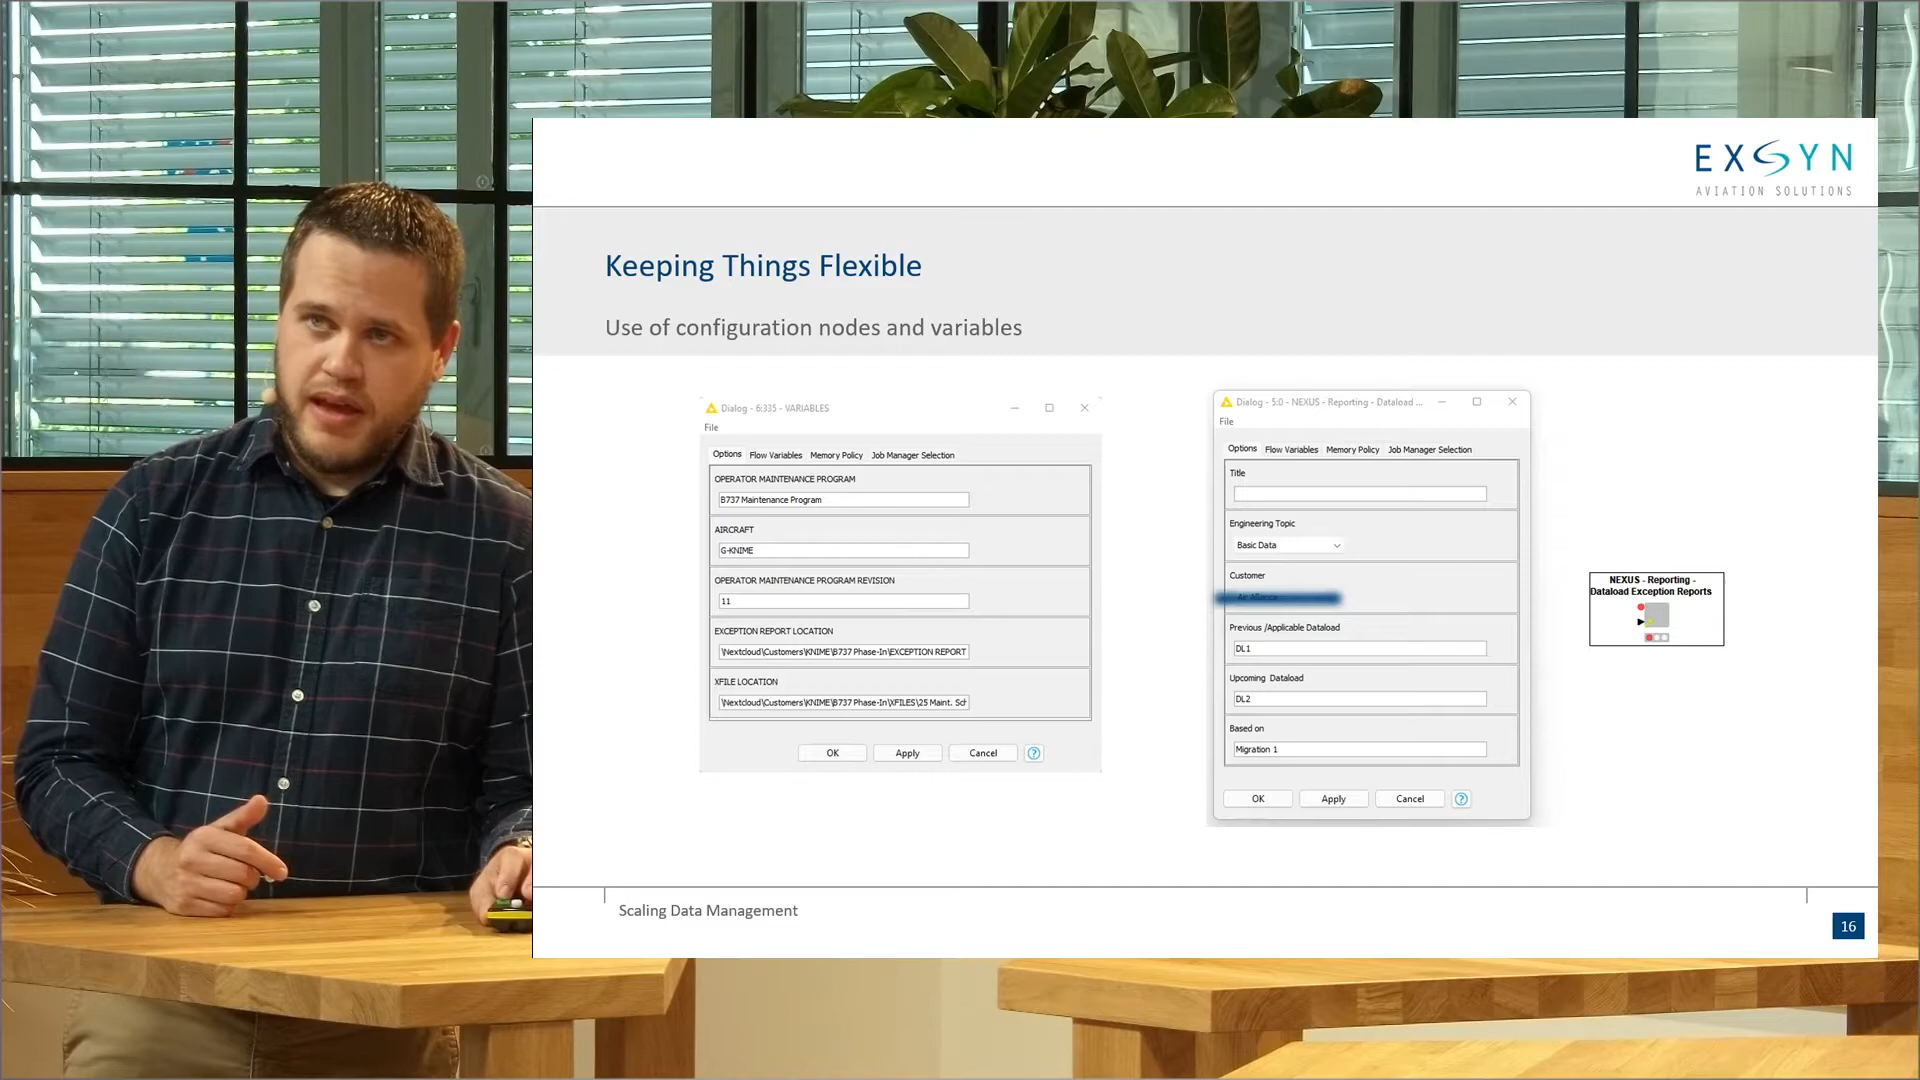 EXSYN
AVIATION SOLUTIONS
Keeping Things Flexible
Use of configuration nodes and variables
Dialog - 6:335 - VARIABLES
File
Options Flow Variables Memory Policy Job Manager Selection
OPERATOR MAINTENANCE PROGRAM
B737 Maintenance Program
AIRCRAFT
G-KNIME
OPERATOR MAINTENANCE PROGRAM REVISION
11
EXCEPTION REPORT LOCATION
\Nextcloud\Customers\KNIME\B737 Phase-In\EXCEPTION REPORT
XFILE LOCATION
\Nextcloud\Customers\KNIME\B737 Phase-In\XFILES\25 Maint. Sch
OK Apply Cancel ?
Dialog - 5:0 - NEXUS - Reporting - Dataload ...
File
Options Flow Variables Memory Policy Job Manager Selection
Title
Engineering Topic
Basic Data
Customer
Previous /Applicable Dataload
DL1
Upcoming Dataload
DL2
Based on
Migration 1
OK Apply Cancel ?
NEXUS - Reporting -
Dataload Exception Reports
Scaling Data Management
16